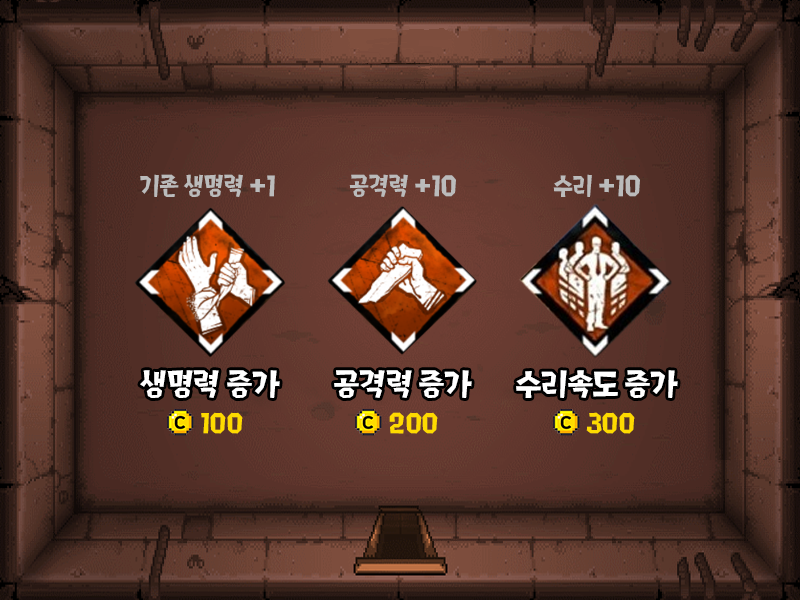 기존 생명력 +1
공격력 +10
수리 +10
생명력 증가
공격력 증가
수리속도 증가
C 100
C 200
C 300